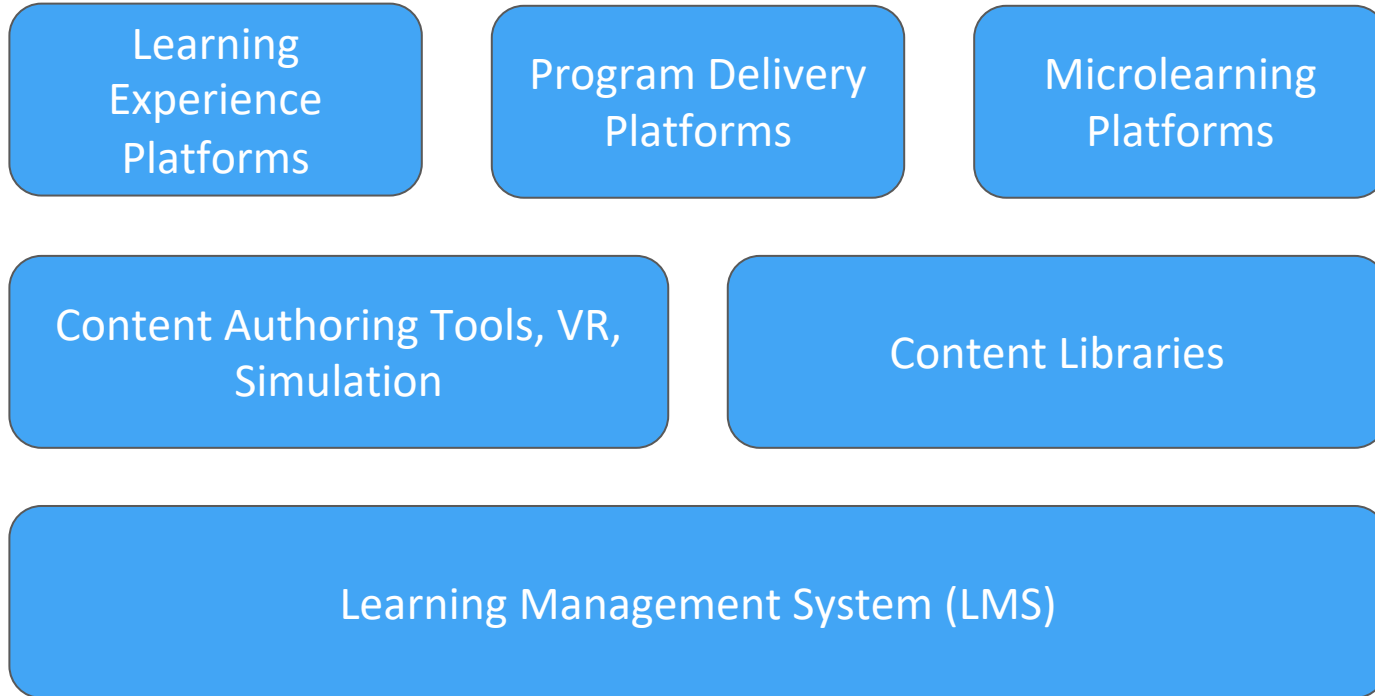 Learning
Experience
Platforms
Program Delivery
Platforms
Microlearning
Platforms
Content Authoring Tools, VR,
Simulation
Content Libraries
Learning Management System (LMS)